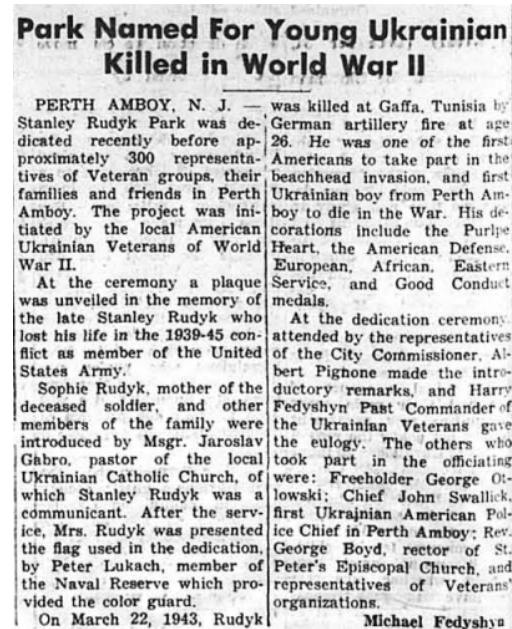 Park Named For Young Ukrainian
Killed in World War II
PERTH AMBOY, N. J. —
Stanley Rudyk Park was de-
dicated recently before ap-
proximately 300 representa-
tives of Veteran groups, their
families and friends in Perth
Amboy. The project was ini-
tiated by the local American
Ukrainian Veterans of World
War II.
At the ceremony a plaque
was unveiled in the memory of
the late Stanley Rudyk who
lost his life in the 1939-45 con-
flict as member of the United
States Army.
Sophie Rudyk, mother of the
deceased soldier, and other
members of the family were
introduced by Msgr. Jaroslav
Gabro, pastor of the local
Ukrainian Catholic Church, of
which Stanley Rudyk was a
communicant. After the serv-
ice, Mrs. Rudyk was presented
the flag used in the dedication,
by Peter Lukach, member of
the Naval Reserve which pro-
vided the color guard.
On March 22, 1943, Rudyk
was killed at Gaffa, Tunisia by
German artillery fire at age
26. He was one of the first
Americans to take part in the
beachhead invasion, and first
Ukrainian boy from Perth Am-
boy to die in the War. His de-
corations include the Purlpe
Heart, the American Defense,
European, African, Eastern
Service, and Good Conduct
medals.
At the dedication ceremony,
attended by the representatives
of the City Commissioner, Al-
bert Pignone made the intro-
ductory remarks, and Harry
Fedyshyn Past Commander of
the Ukrainian Veterans gave
the eulogy. The others who
took part in the officiating
were: Freeholder George Ot-
lowski; Chief John Swallick,
first Ukrainian American Pol-
ice Chief in Perth Amboy; Rev.
George Boyd, rector of St.
Peter's Episcopal Church, and
representatives of Veterans'
organizations.
Michael Fedyshyn